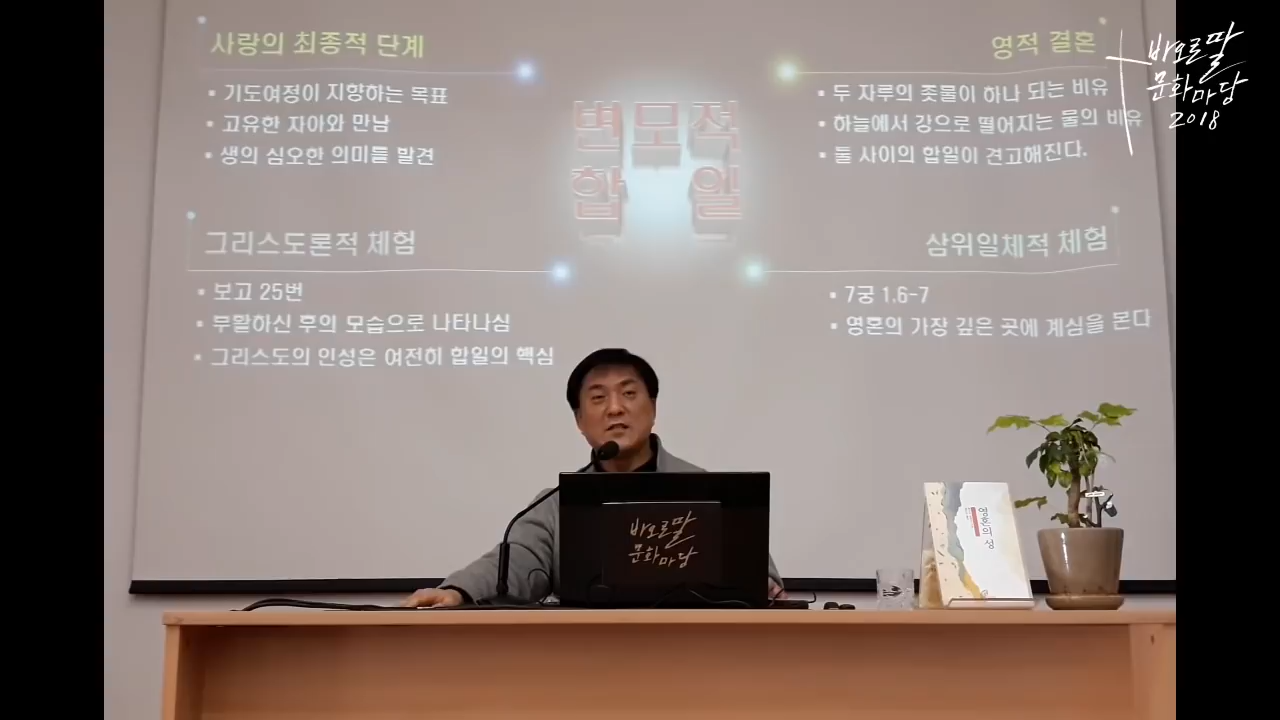 사랑의 최종적 단계
기도여정이 지향하는 목표
고유한 자아와 만남
생의 심오한 의미를 발견
영적 결혼
두 자루의 촛물이 하나 되는 비유
하늘에서 강으로 떨어지는 물의 비유
둘 사이의 합일이 견고해진다.
변모적
합일
그리스도론적 체험
보고 25번
부활하신 후의 모습으로 나타나심
그리스도의 인성은 여전히 합일의 핵심
삼위일체적 체험
7궁 1.6-7
영혼의 가장 깊은 곳에 계심을 본다
바오로딸
문화마당
2018
바오로딸
문화마당
영혼의 성